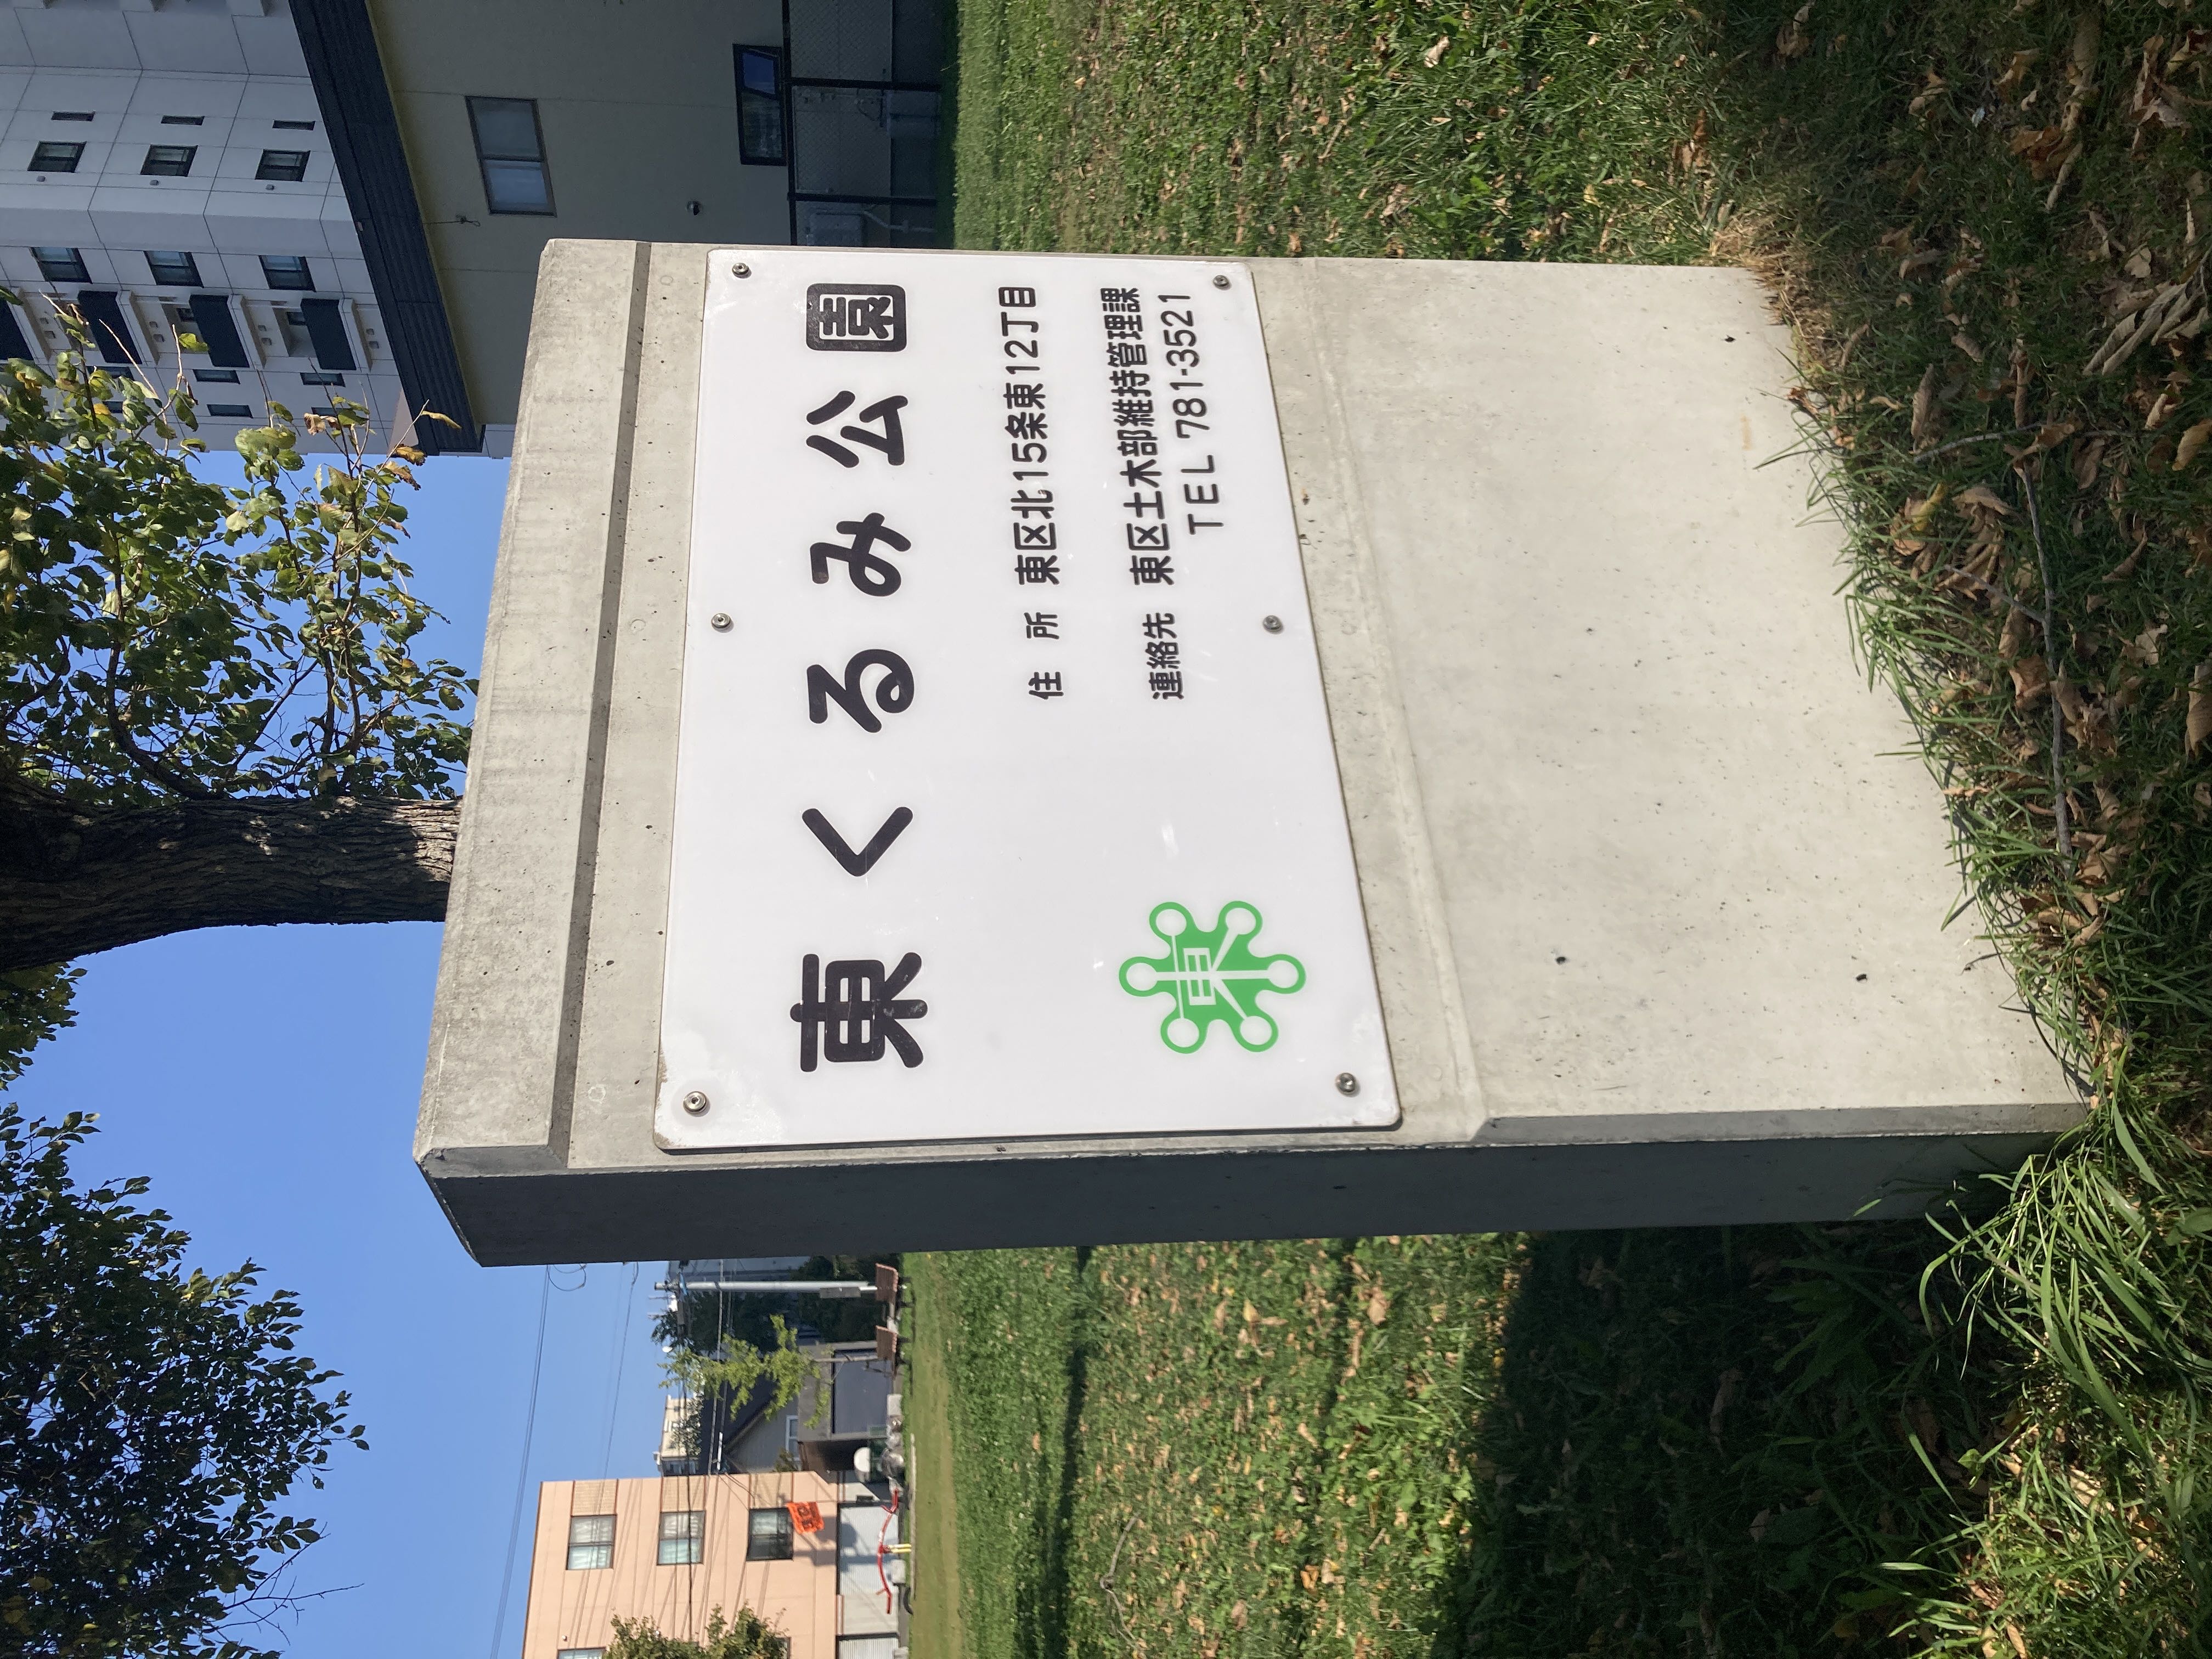 東くるみ公園
住所 東区北15条東12丁目
連絡先 東区土木部維持管理課
TEL 781-3521